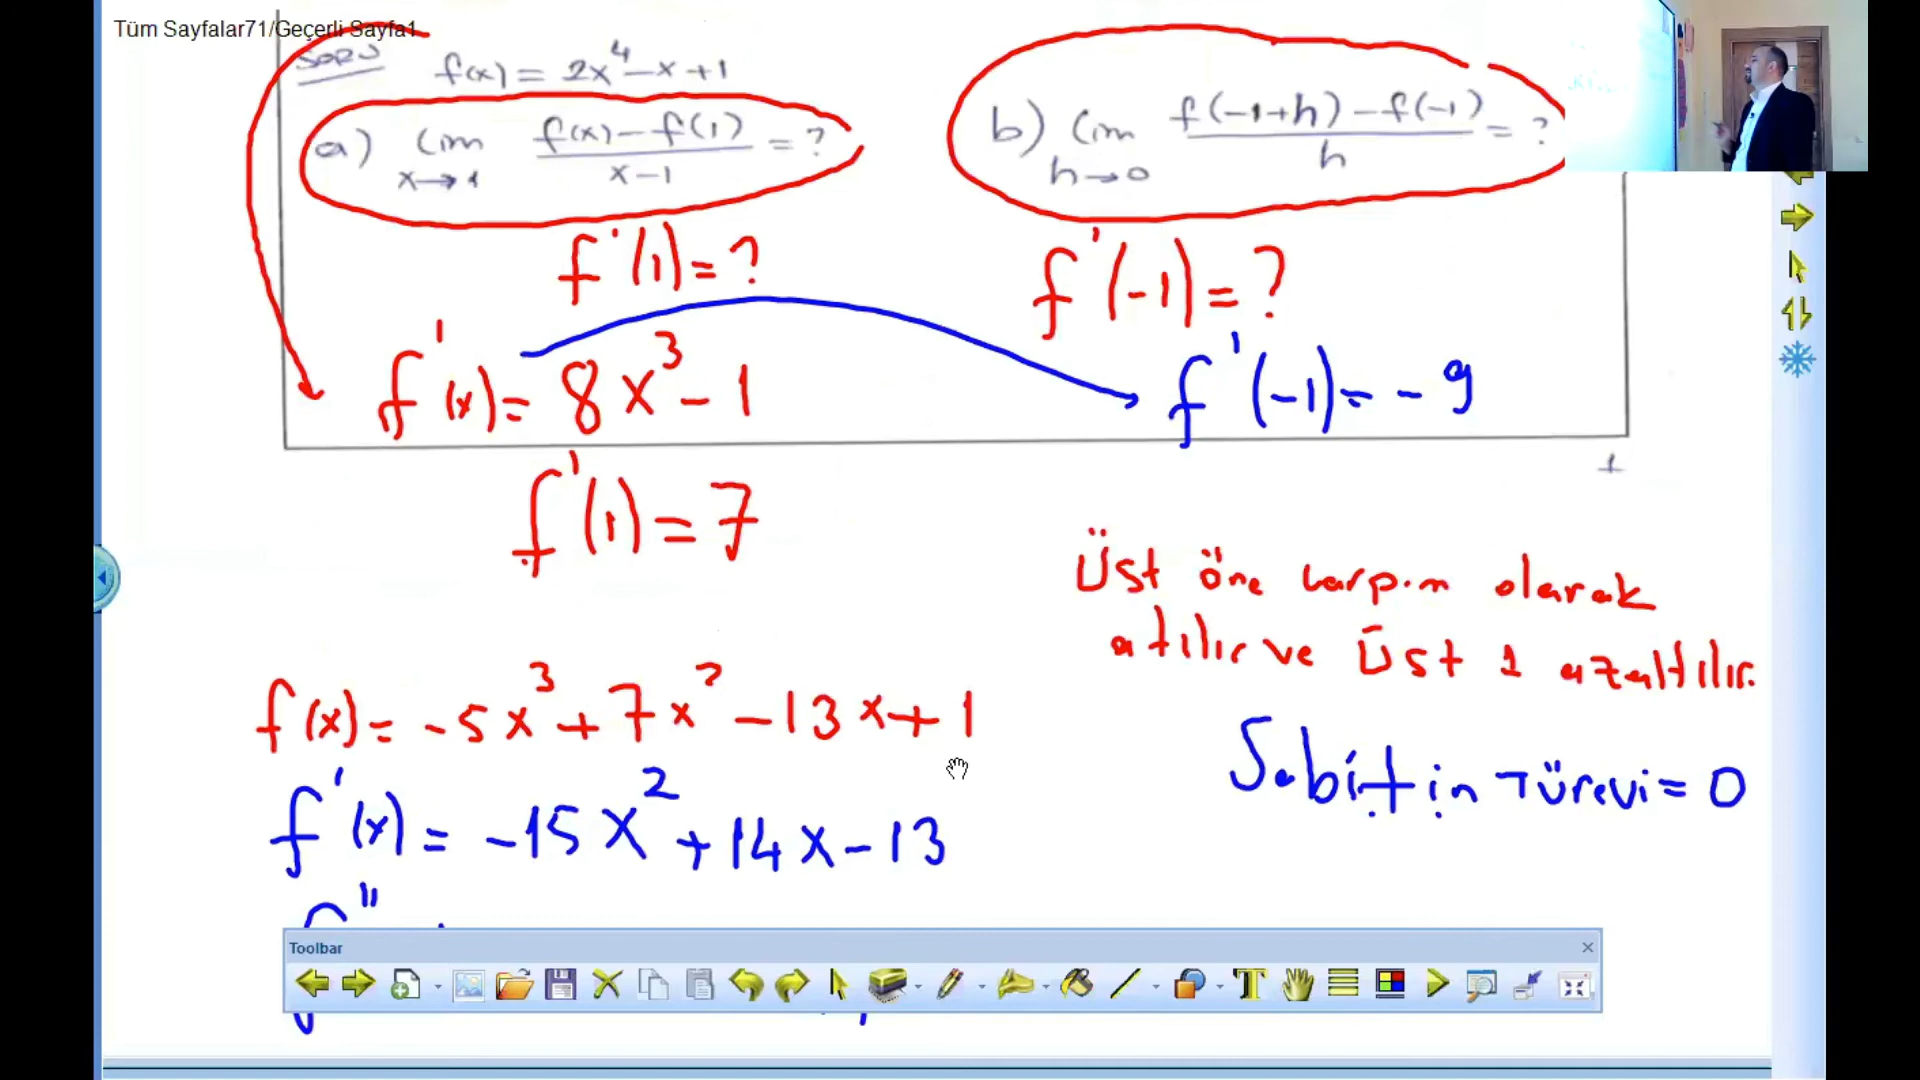 Tüm Sayfalar71/Geçerli Sayfa1
SORU f(x) = 2x⁴ - x + 1
a) lim x→1 f(x) - f(1) / x - 1 = ?
b) lim h→0 f(-1+h) - f(-1) / h = ?
f'(1) = ?
f'(-1) = ?
f'(x) = 8x³ - 1
f'(-1) = - 9
1
f'(1) = 7
Üst öne çarpım olarak
atılır ve Üst 1 azaltılır.
f(x) = -5x³ + 7x² - 13x + 1
Sabitin Türevi = 0
f'(x) = -15x² + 14x - 13
f''
Toolbar